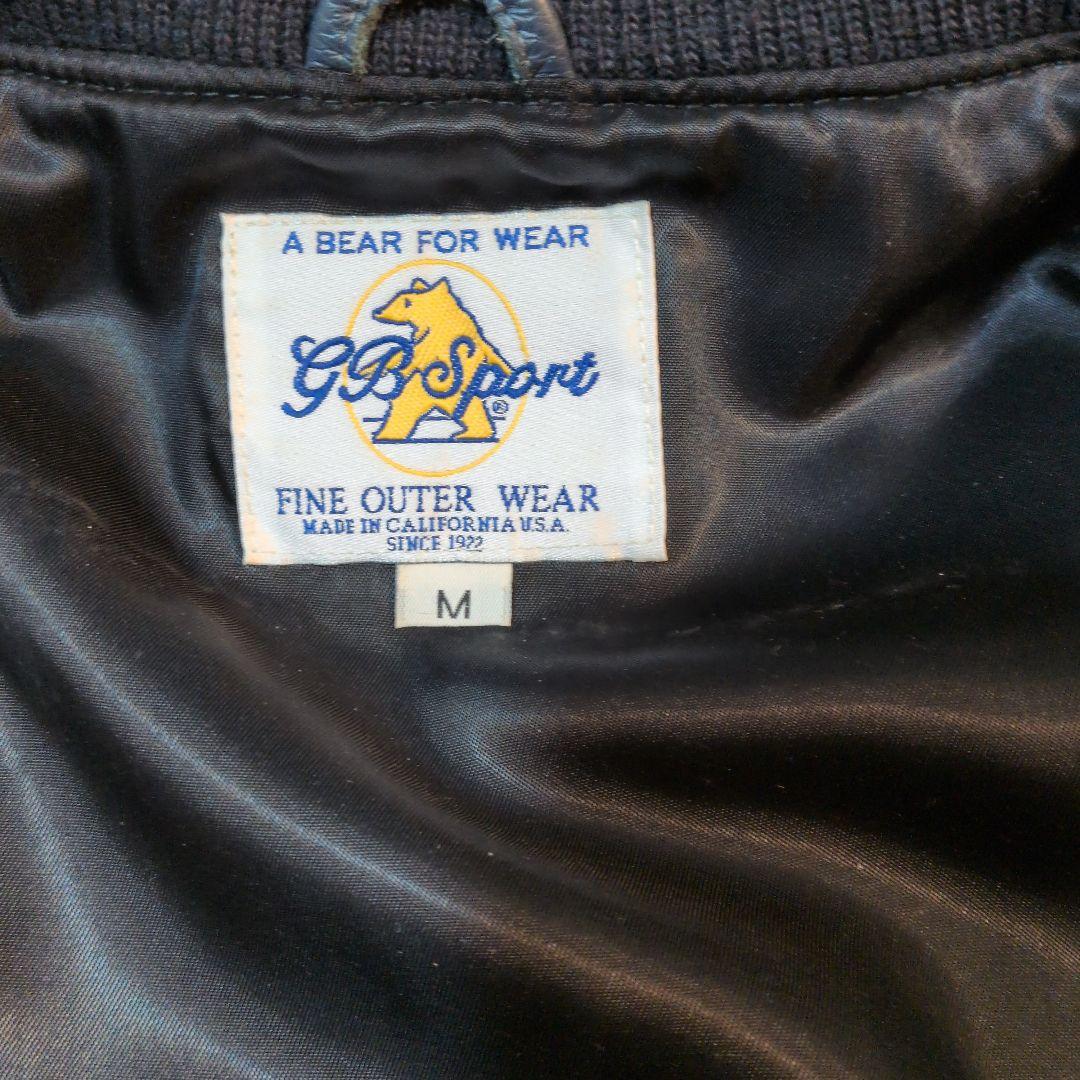 A BEAR FOR WEAR
GB Sport®
FINE OUTER WEAR
MADE IN CALIFORNIA U.S.A.
SINCE 1922
M